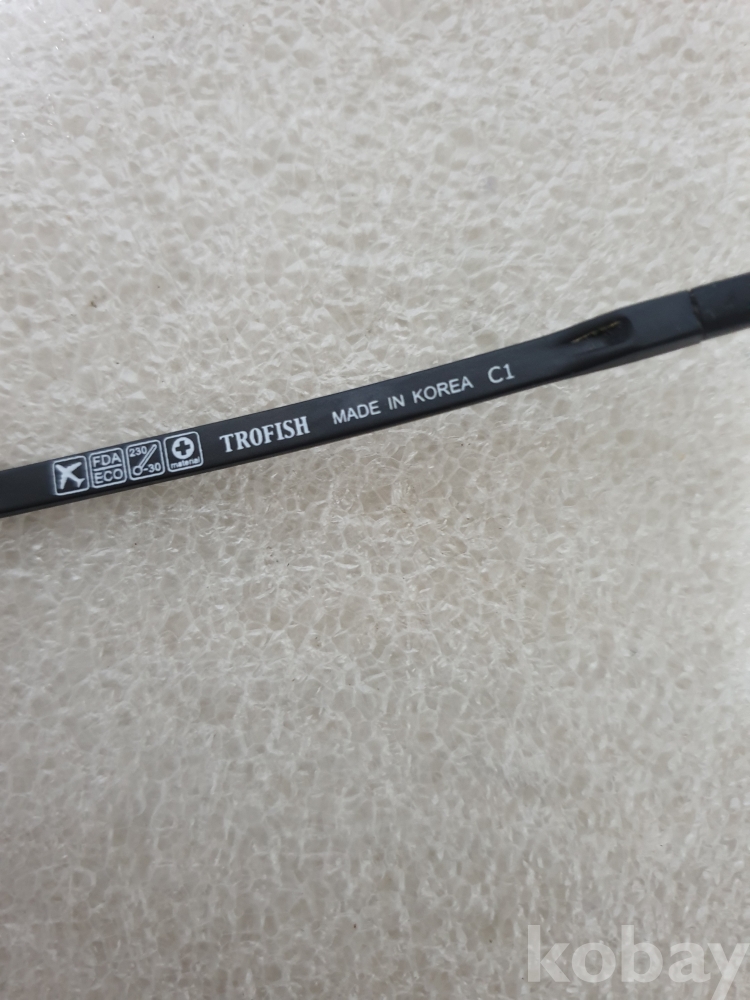 FDA
ECO
230
-30
material
TROFISH MADE IN KOREA C1
kobay